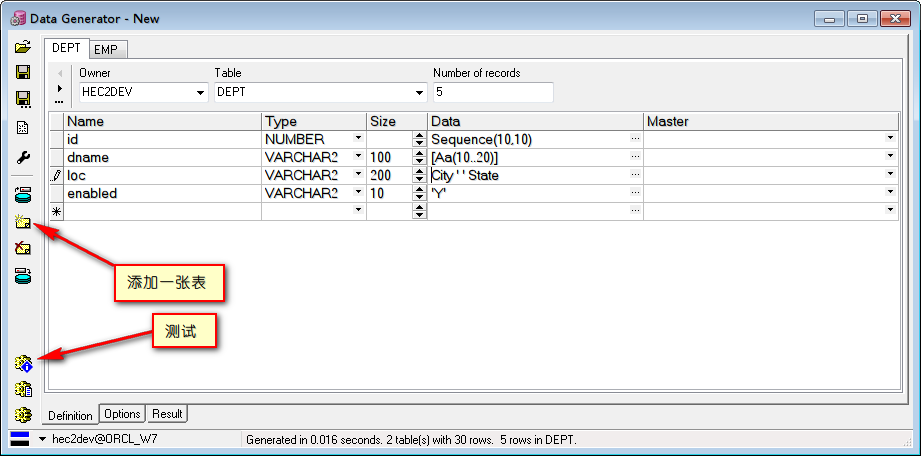 Data Generator - New
DEPT EMP
Owner Table Number of records
HEC2DEV DEPT 5
...
Name Type Size Data Master
id NUMBER Sequence(10,10) ...
dname VARCHAR2 100 [Aa(10..20)] ...
loc VARCHAR2 200 City ' ' State ...
enabled VARCHAR2 10 'Y' ...
* ...
添加一张表
测试
Definition Options Result
hec2dev@ORCL_W7 Generated in 0.016 seconds. 2 table(s) with 30 rows. 5 rows in DEPT.